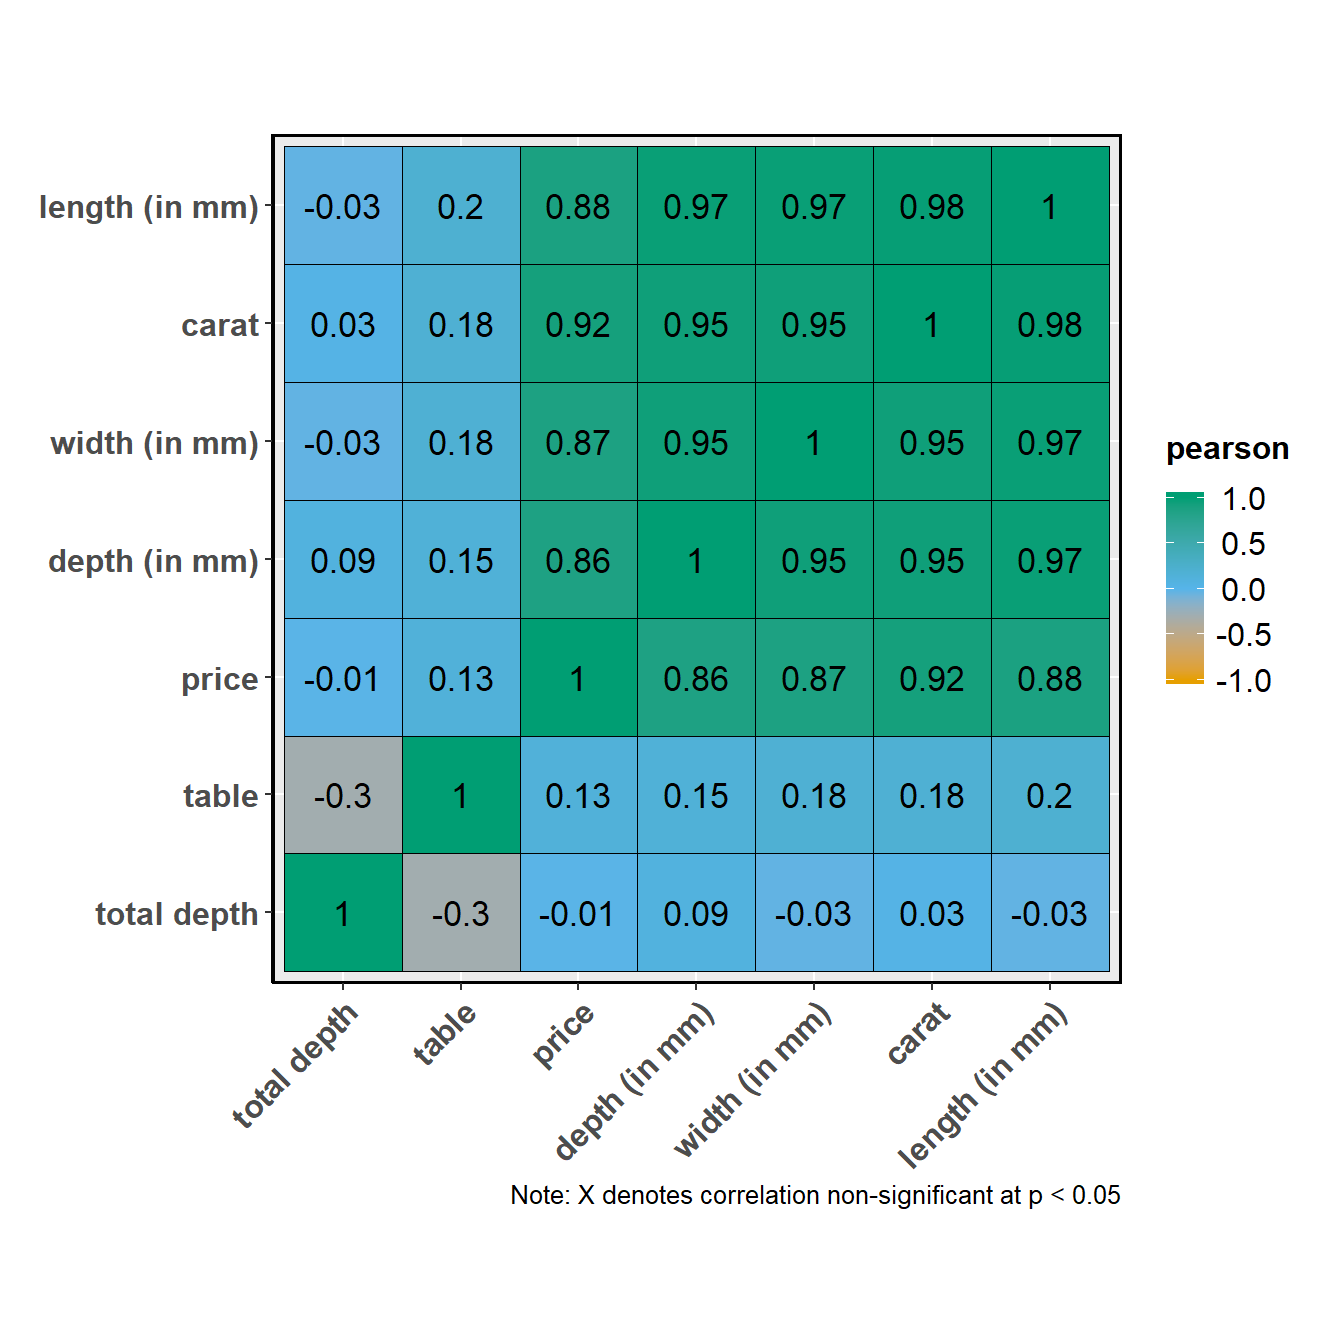 length (in mm) -0.03 0.2 0.88 0.97 0.97 0.98 1
carat 0.03 0.18 0.92 0.95 0.95 1 0.98
width (in mm) -0.03 0.18 0.87 0.95 1 0.95 0.97
depth (in mm) 0.09 0.15 0.86 1 0.95 0.95 0.97
price -0.01 0.13 1 0.86 0.87 0.92 0.88
table -0.3 1 0.13 0.15 0.18 0.18 0.2
total depth 1 -0.3 -0.01 0.09 -0.03 0.03 -0.03
total depth table price depth (in mm) width (in mm) carat length (in mm)
Note: X denotes correlation non-significant at p < 0.05
pearson
1.0
0.5
0.0
-0.5
-1.0